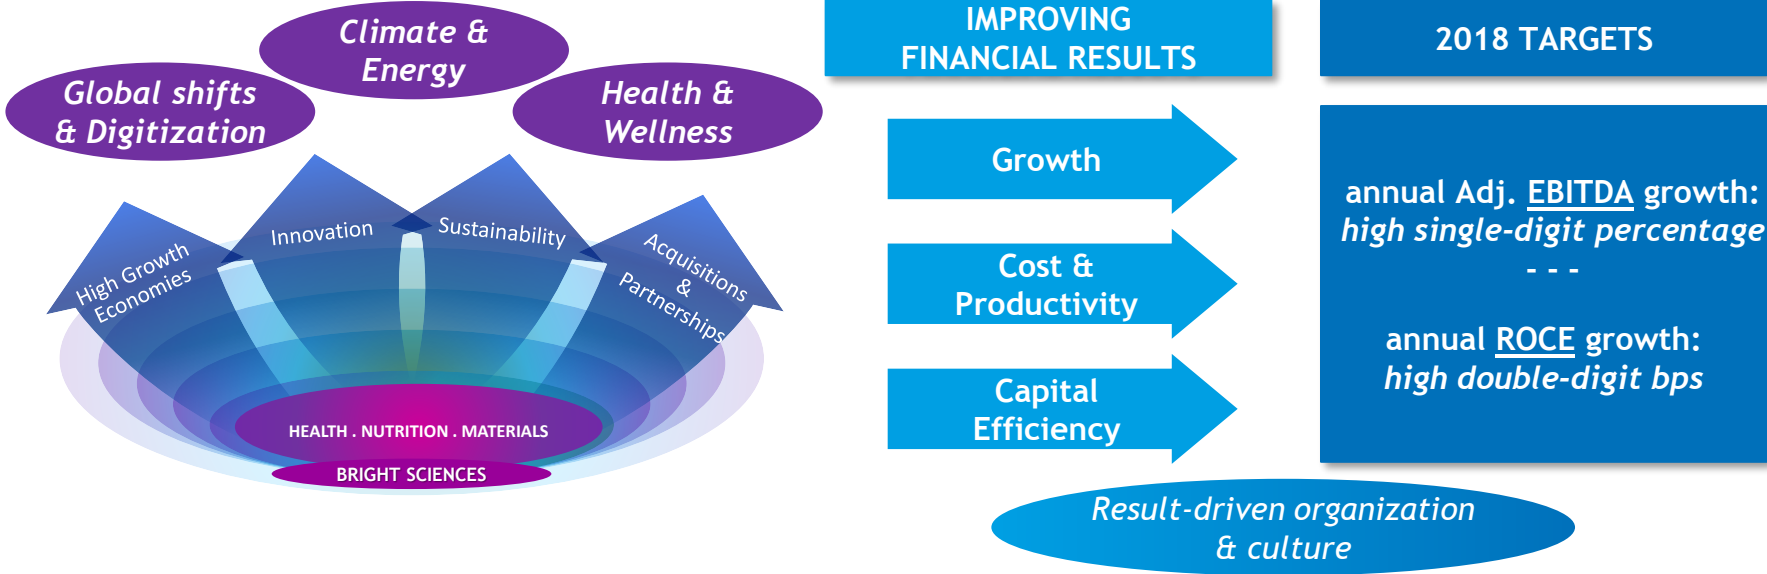 Climate &
Energy
Global shifts
& Digitization
Health &
Wellness
High Growth
Economies
Innovation
Sustainability
Acquisitions
&
Partnerships
HEALTH . NUTRITION . MATERIALS
BRIGHT SCIENCES
IMPROVING
FINANCIAL RESULTS
Growth
Cost &
Productivity
Capital
Efficiency
2018 TARGETS
annual Adj. EBITDA growth:
high single-digit percentage
- - -
annual ROCE growth:
high double-digit bps
Result-driven organization
& culture